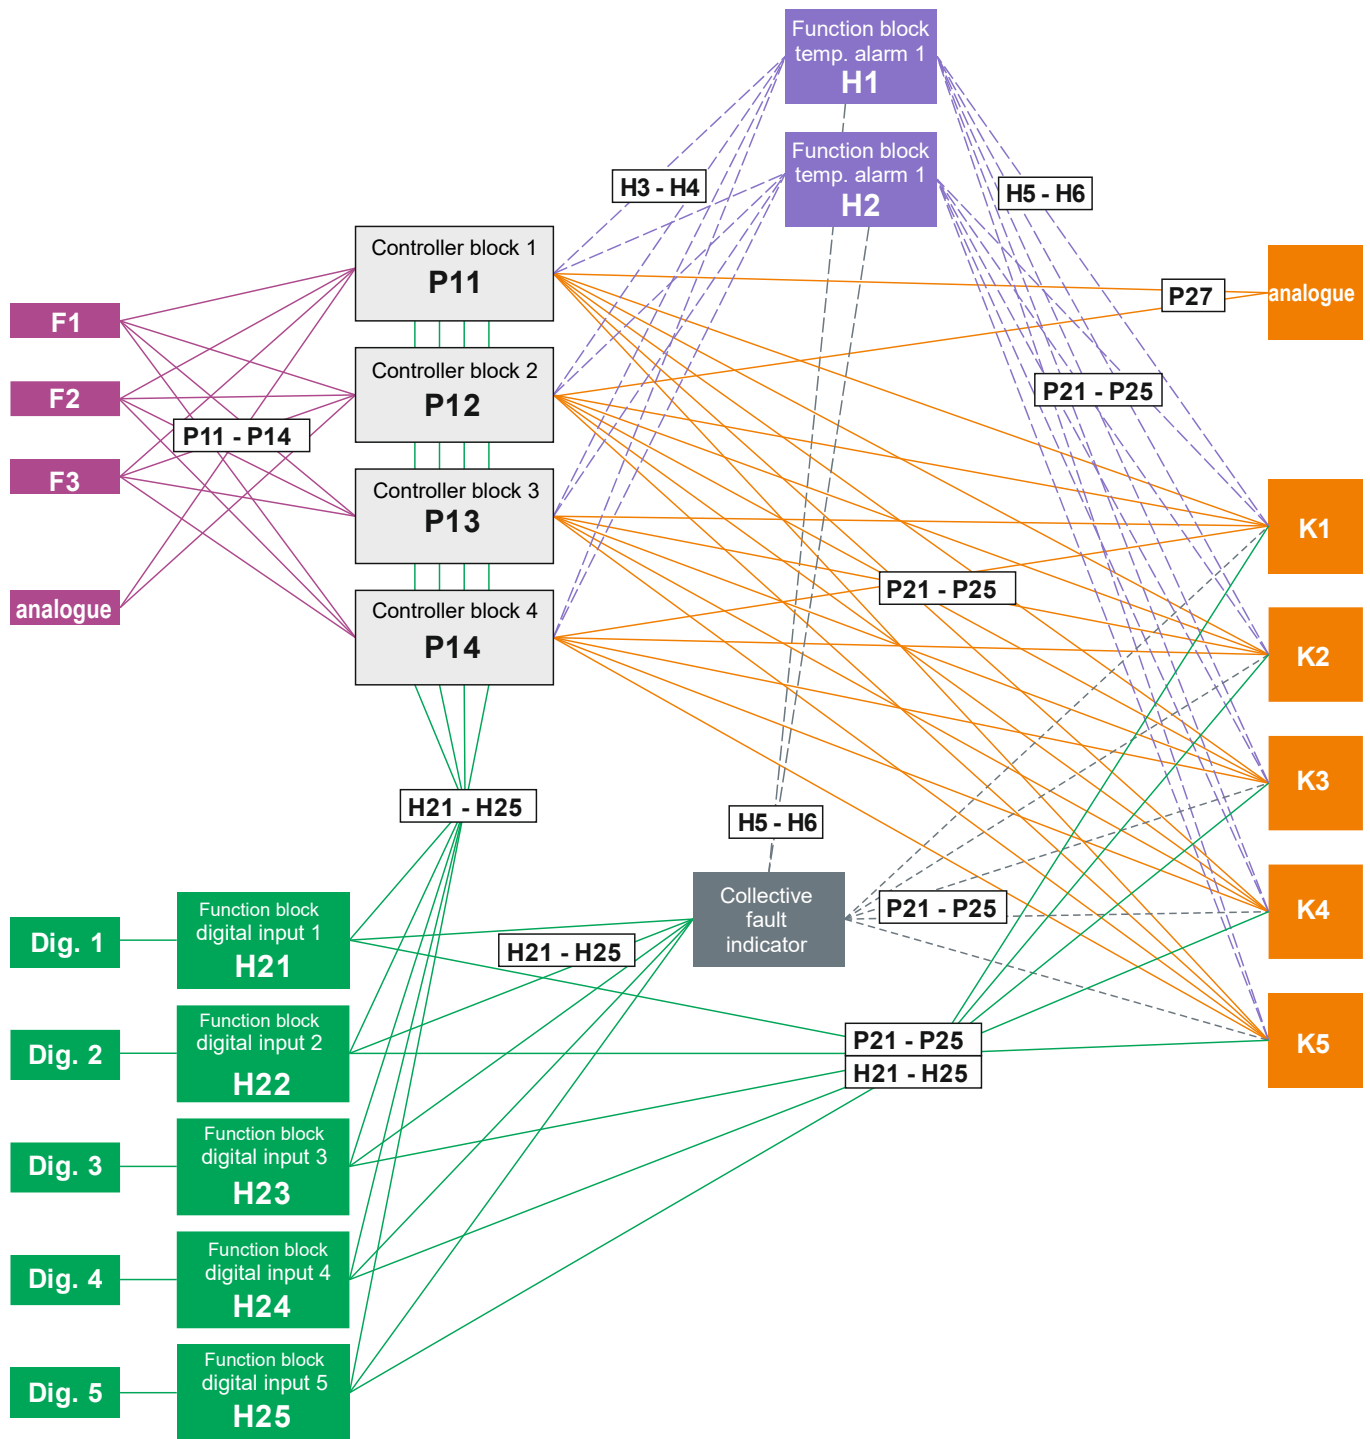 Function block
temp. alarm 1
H1
Function block
temp. alarm 1
H2
H3 - H4
H5 - H6
Controller block 1
P11
P27
analogue
F1
Controller block 2
P12
P21 - P25
F2
P11 - P14
F3
Controller block 3
P13
K1
analogue
Controller block 4
P14
P21 - P25
K2
K3
H21 - H25
H5 - H6
Collective
fault
indicator
P21 - P25
K4
Dig. 1
Function block
digital input 1
H21
H21 - H25
Dig. 2
Function block
digital input 2
H22
P21 - P25
H21 - H25
K5
Dig. 3
Function block
digital input 3
H23
Dig. 4
Function block
digital input 4
H24
Dig. 5
Function block
digital input 5
H25